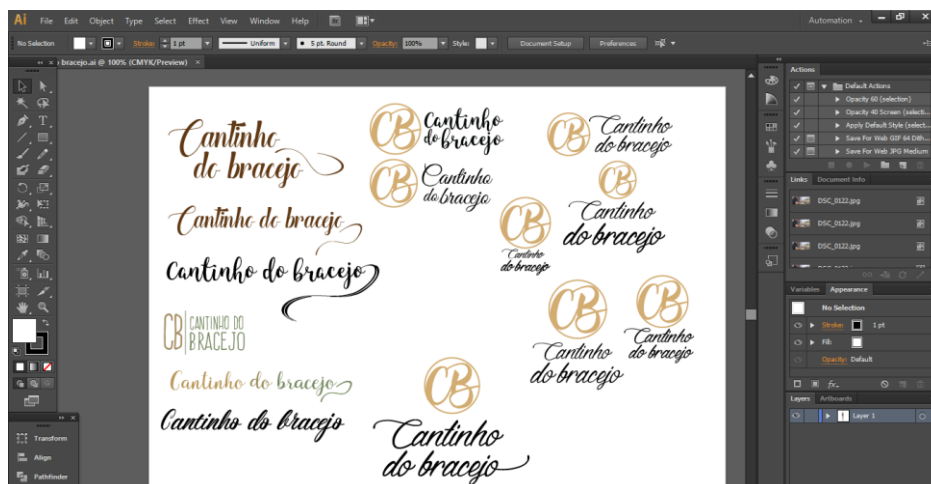 Ai File Edit Object Type Select Effect View Window Help Br Automation
No Selection Stroke: 1 pt Uniform 5 pt. Round Opacity: 100% Style: Document Setup Preferences
bracejo.ai @ 100% (CMYK/Preview) ×
Cantinho
do bracejo
Cantinho do bracejo
Cantinho do bracejo
CB CANTINHO DO
BRACEJO
Cantinho do bracejo
Cantinho do bracejo
CB Cantinho
do bracejo
CB Cantinho
do bracejo
CB
Cantinho
do bracejo
CB Cantinho
do bracejo
CB
Cantinho
do bracejo
CB
Cantinho
do bracejo
CB
Cantinho
do bracejo
CB
Cantinho
do bracejo
Actions
Default Actions
Opacity 60 (selection)
Opacity 40 Screen (selecti...
Apply Default Style (select...
Save For Web GIF 64 Dith...
Save For Web JPG Medium
Links Document Info
DSC_0122.jpg
DSC_0122.jpg
DSC_0122.jpg
Variables Appearance
No Selection
Stroke: 1 pt
Fill:
Opacity: Default
fx.
Layers Artboards
Layer 1
Transform
Align
Pathfinder